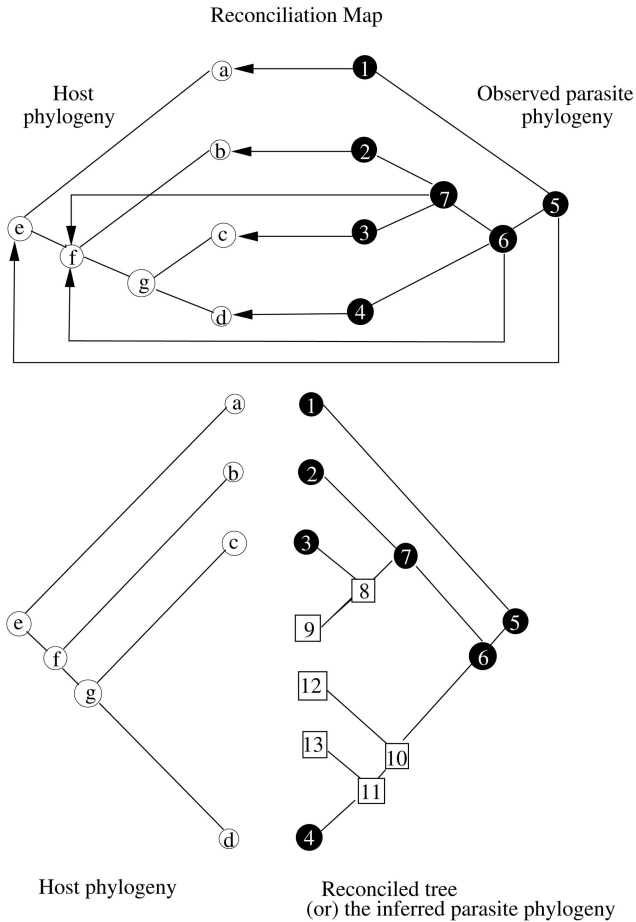 Reconciliation Map
a
1
Host
phylogeny
Observed parasite
phylogeny
b
2
7
5
e
c
3
6
f
g
d
4
a
1
b
2
c
3
7
8
9
e
5
f
6
g
12
13
10
11
d
4
Host phylogeny
Reconciled tree
(or) the inferred parasite phylogeny